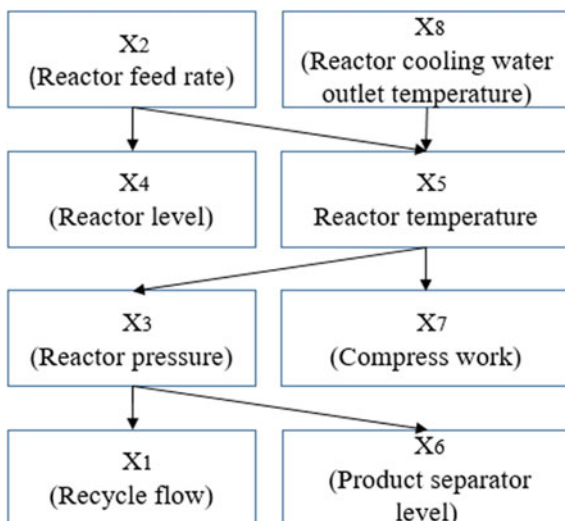 X2
(Reactor feed rate)
X8
(Reactor cooling water
outlet temperature)
X4
(Reactor level)
X5
Reactor temperature
X3
(Reactor pressure)
X7
(Compress work)
X1
(Recycle flow)
X6
(Product separator
level)